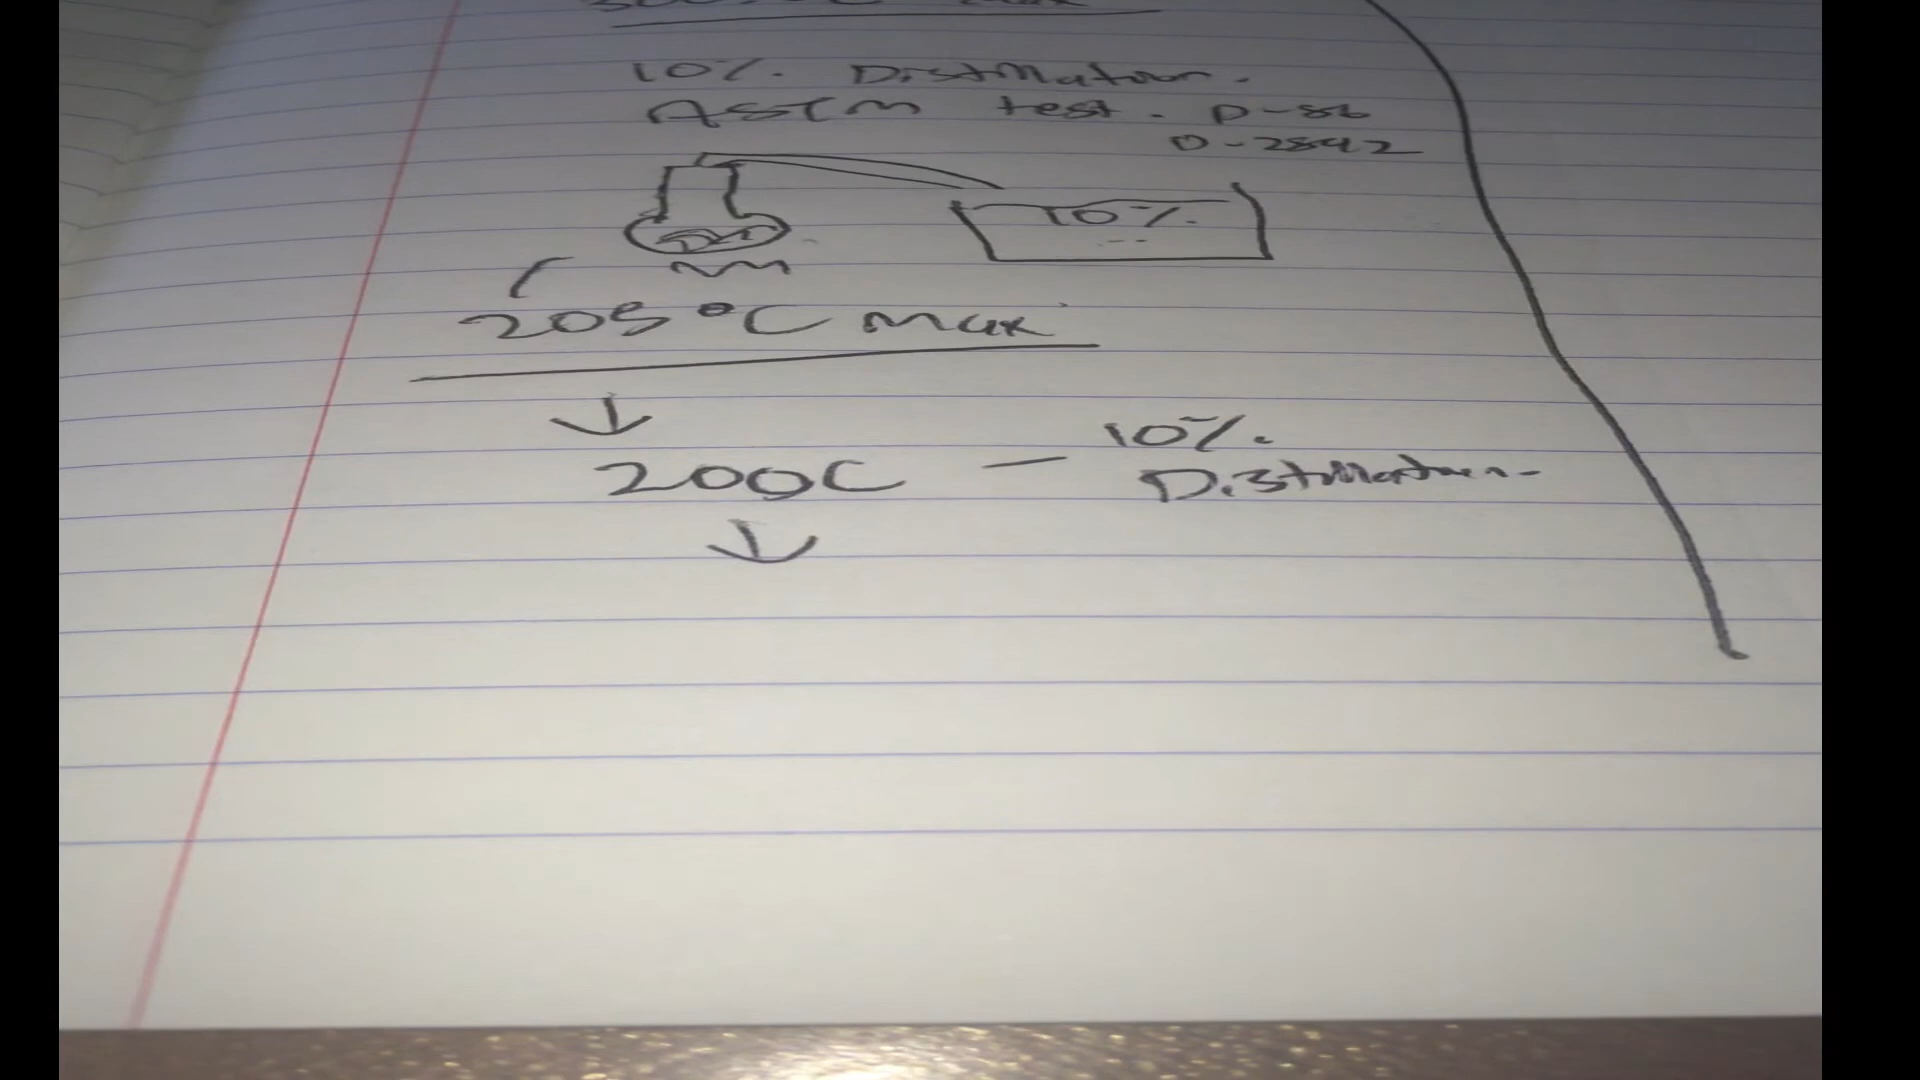 10% Distillation.
ASTM test. D-86
D-2892
10%
205°C Max
200C - 10%
Distillation-